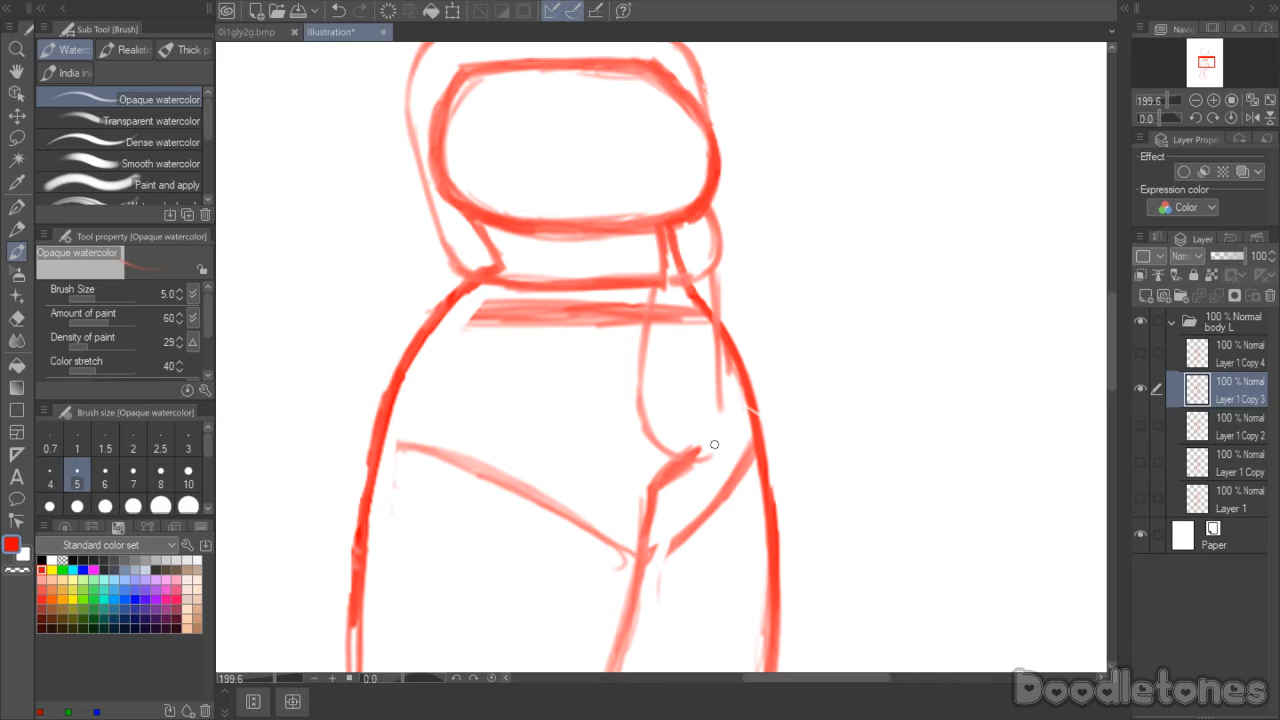 Sub Tool [Brush]
Waterc
Realistic
Thick p
India in
Opaque watercolor
Transparent watercolor
Dense watercolor
Smooth watercolor
Paint and apply
Tool property [Opaque watercolor]
Opaque watercolor
Brush Size 5.0
Amount of paint 60
Density of paint 29
Color stretch 40
Brush size [Opaque watercolor]
0.7 1 1.5 2 2.5 3
4 5 6 7 8 10
Standard color set
0i1gly2g.bmp
Illustration*
199.6
0.0
Navig
199.6
0.0
Layer Prope
Effect
Expression color
Color
Layer
Norma
100
100 % Normal
body L
100 % Normal
Layer 1 Copy 4
100 % Normal
Layer 1 Copy 3
100 % Normal
Layer 1 Copy 2
100 % Normal
Layer 1 Copy
100 % Normal
Layer 1
Paper
Doodletones